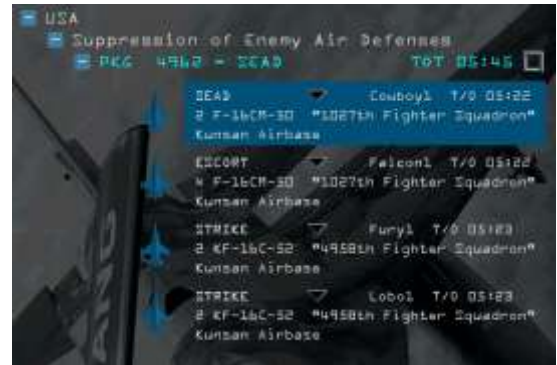 USA
Suppression of Enemy Air Defenses
PKG 4962 - SEAD TOT 05:45
SEAD Cowboy1 T/O 05:22
2 F-16CM-50 "1027th Fighter Squadron"
Kunsan Airbase
ESCORT Falcon1 T/O 05:22
4 F-16CM-50 "1027th Fighter Squadron"
Kunsan Airbase
STRIKE Fury1 T/O 05:23
2 KF-16C-52 "4958th Fighter Squadron"
Kunsan Airbase
STRIKE Lobo1 T/O 05:23
2 KF-16C-52 "4958th Fighter Squadron"
Kunsan Airbase
ANG